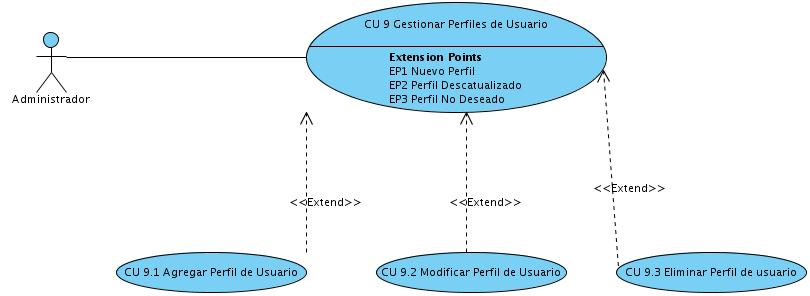 CU 9 Gestionar Perfiles de Usuario
Extension Points
EP1 Nuevo Perfil
EP2 Perfil Descatualizado
EP3 Perfil No Deseado
Administrador
<<Extend>>
<<Extend>>
<<Extend>>
CU 9.1 Agregar Perfil de Usuario
CU 9.2 Modificar Perfil de Usuario
CU 9.3 Eliminar Perfil de usuario